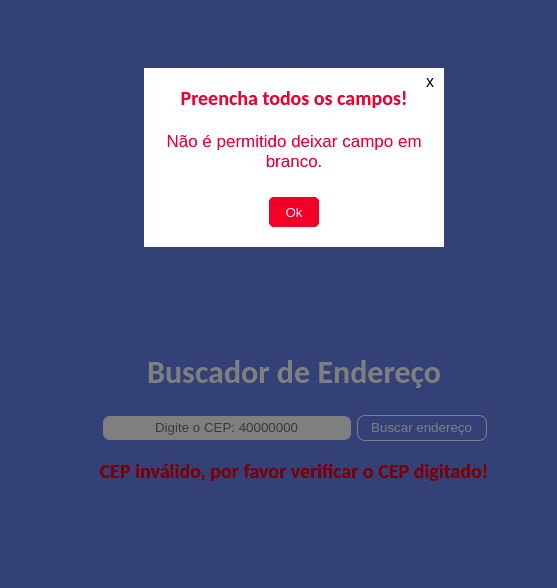 x
Preencha todos os campos!
Não é permitido deixar campo em
branco.
Ok
Buscador de Endereço
Digite o CEP: 40000000 Buscar endereço
CEP inválido, por favor verificar o CEP digitado!